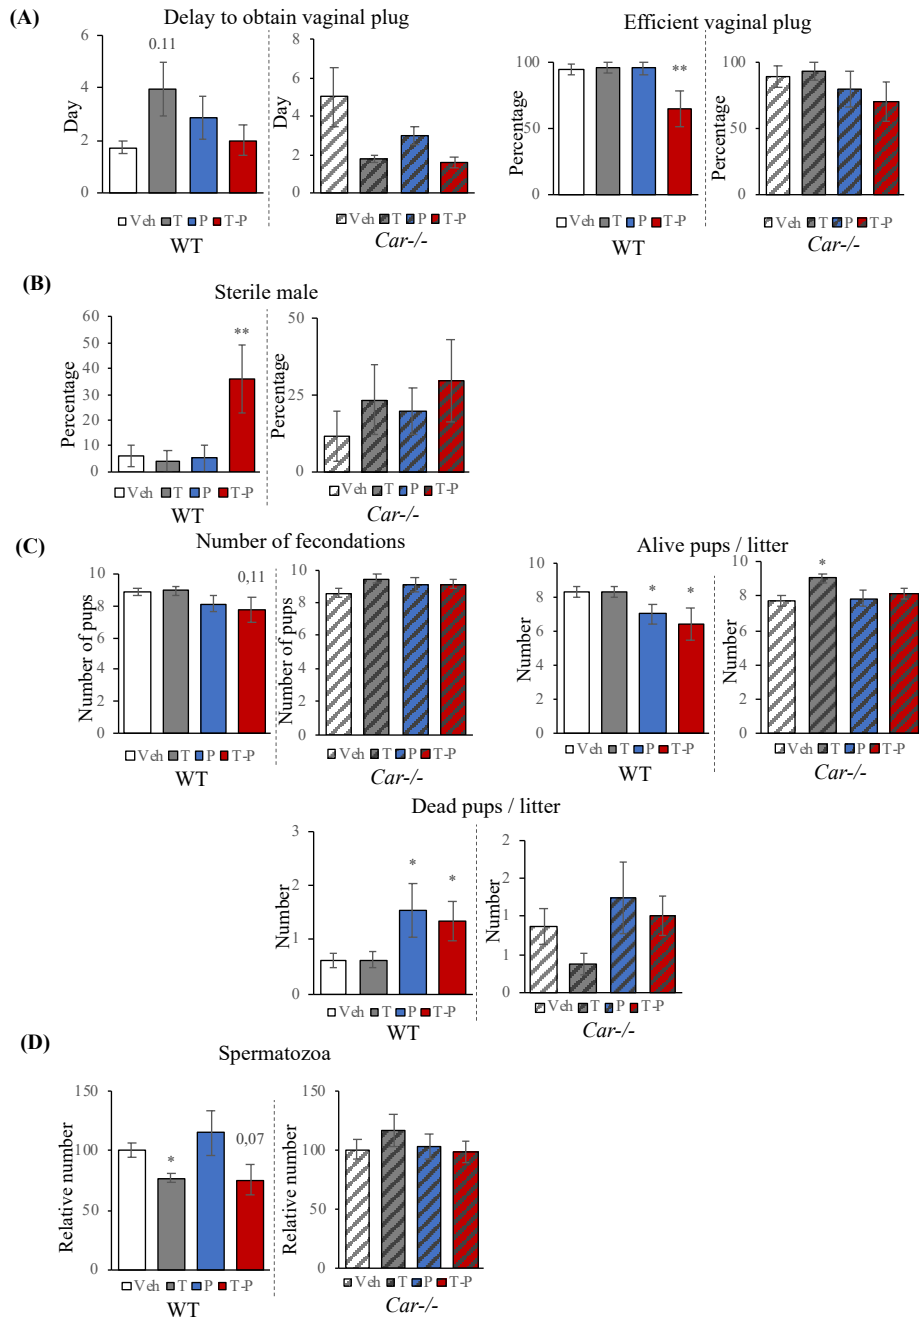 (A)
Delay to obtain vaginal plug
Efficient vaginal plug
0.11
6
4
2
0
Day
Veh T P T-P
WT
8
6
4
2
0
Day
Veh T P T-P
Car-/-
100
50
0
Percentage
**
Veh T P T-P
WT
100
50
0
Percentage
Veh T P T-P
Car-/-
(B)
Sterile male
60
50
40
30
20
10
0
Percentage
**
Veh T P T-P
WT
50
25
0
Percentage
Veh T P T-P
Car-/-
(C)
Number of fecondations
Alive pups / litter
10
8
6
4
2
0
Number of pups
0,11
Veh T P T-P
WT
10
8
6
4
2
0
Number of pups
Veh T P T-P
Car-/-
10
8
6
4
2
0
Number
* *
Veh T P T-P
WT
10
8
6
4
2
0
Number
*
Veh T P T-P
Car-/-
Dead pups / litter
3
2
1
0
Number
* *
Veh T P T-P
WT
2
2
1
1
0
Number
Veh T P T-P
Car-/-
(D)
Spermatozoa
150
100
50
0
Relative number
*
0,07
Veh T P T-P
WT
150
100
50
0
Relative number
Veh T P T-P
Car-/-